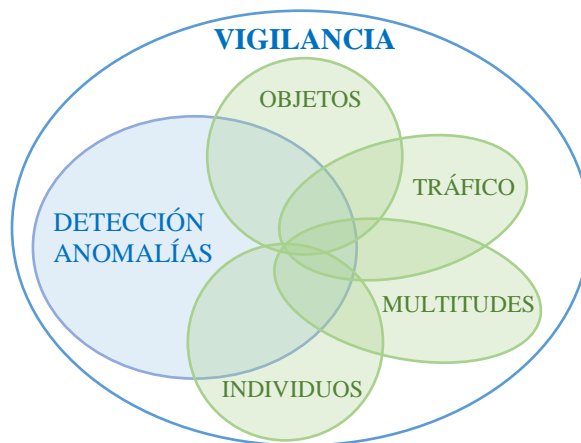 VIGILANCIA
OBJETOS
TRÁFICO
DETECCIÓN
ANOMALÍAS
MULTITUDES
INDIVIDUOS